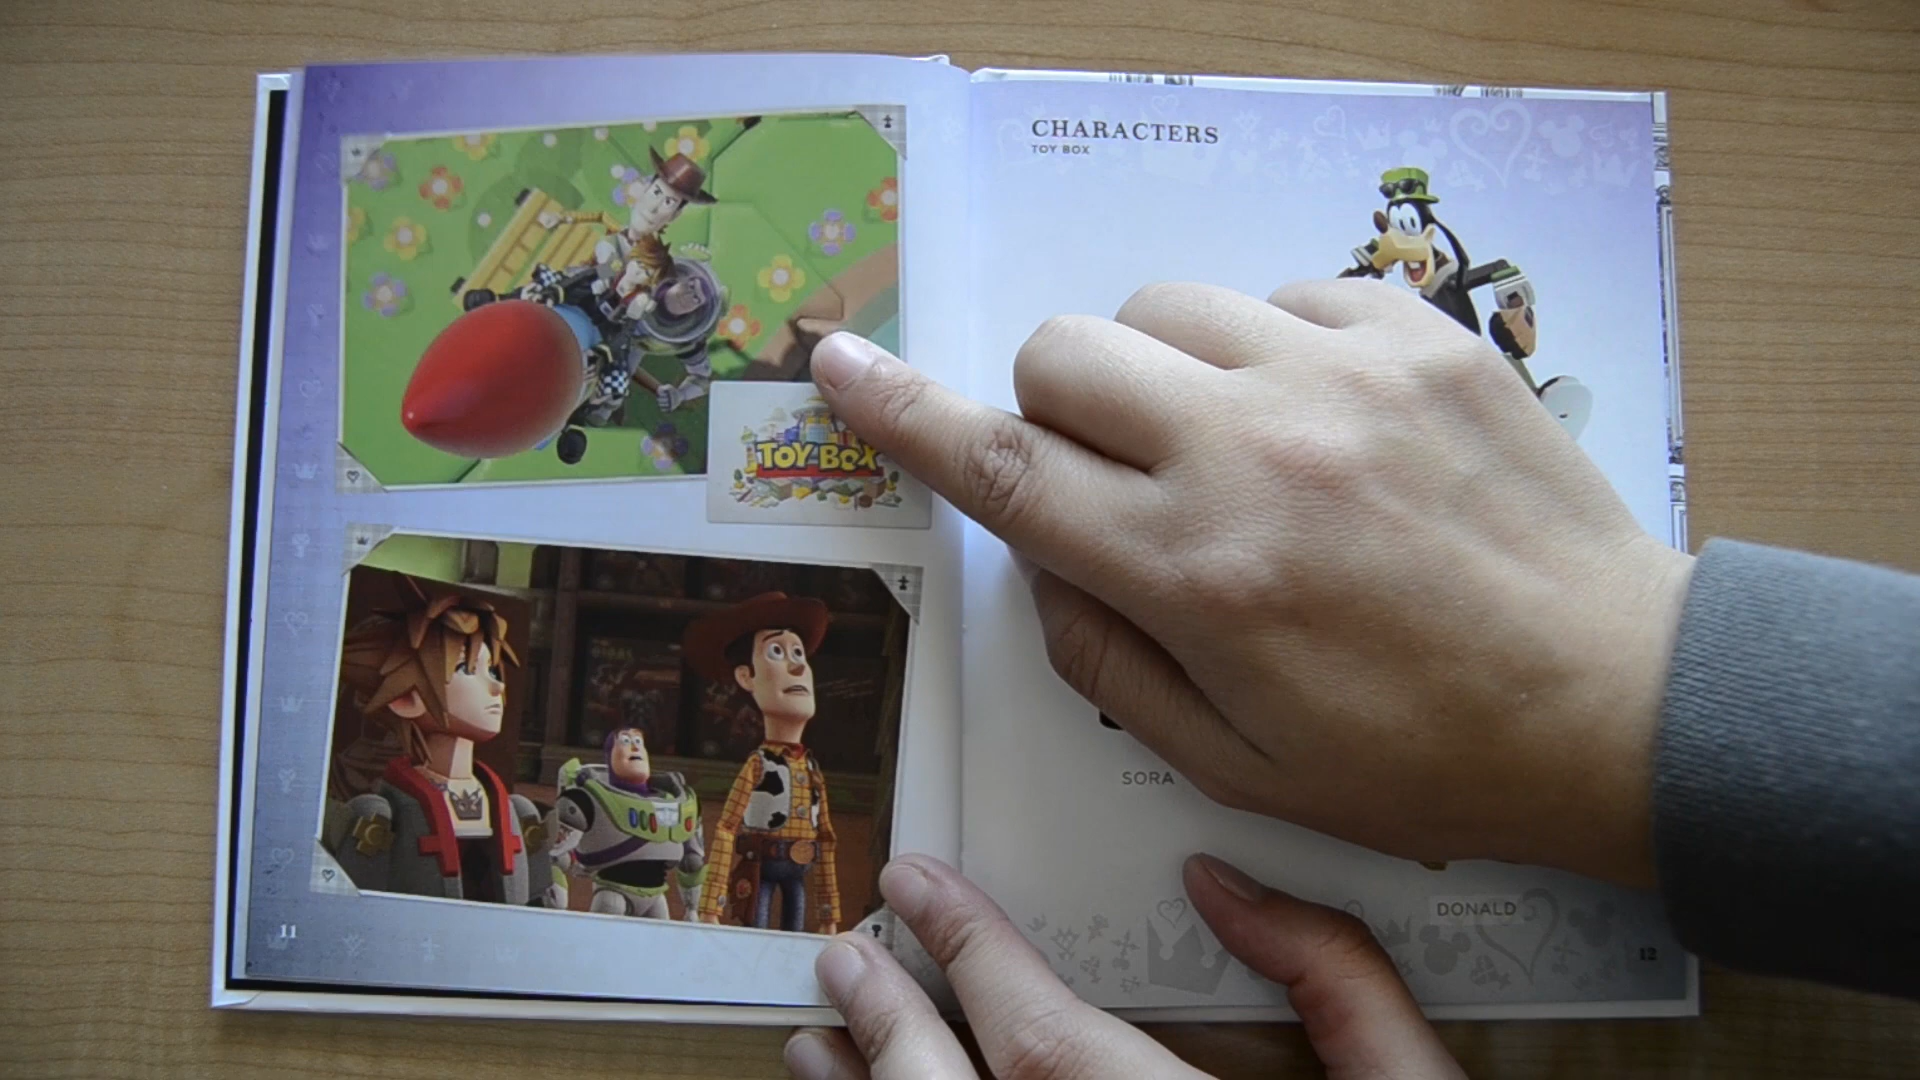 TOY BOX
11
CHARACTERS
TOY BOX
SORA
DONALD
12